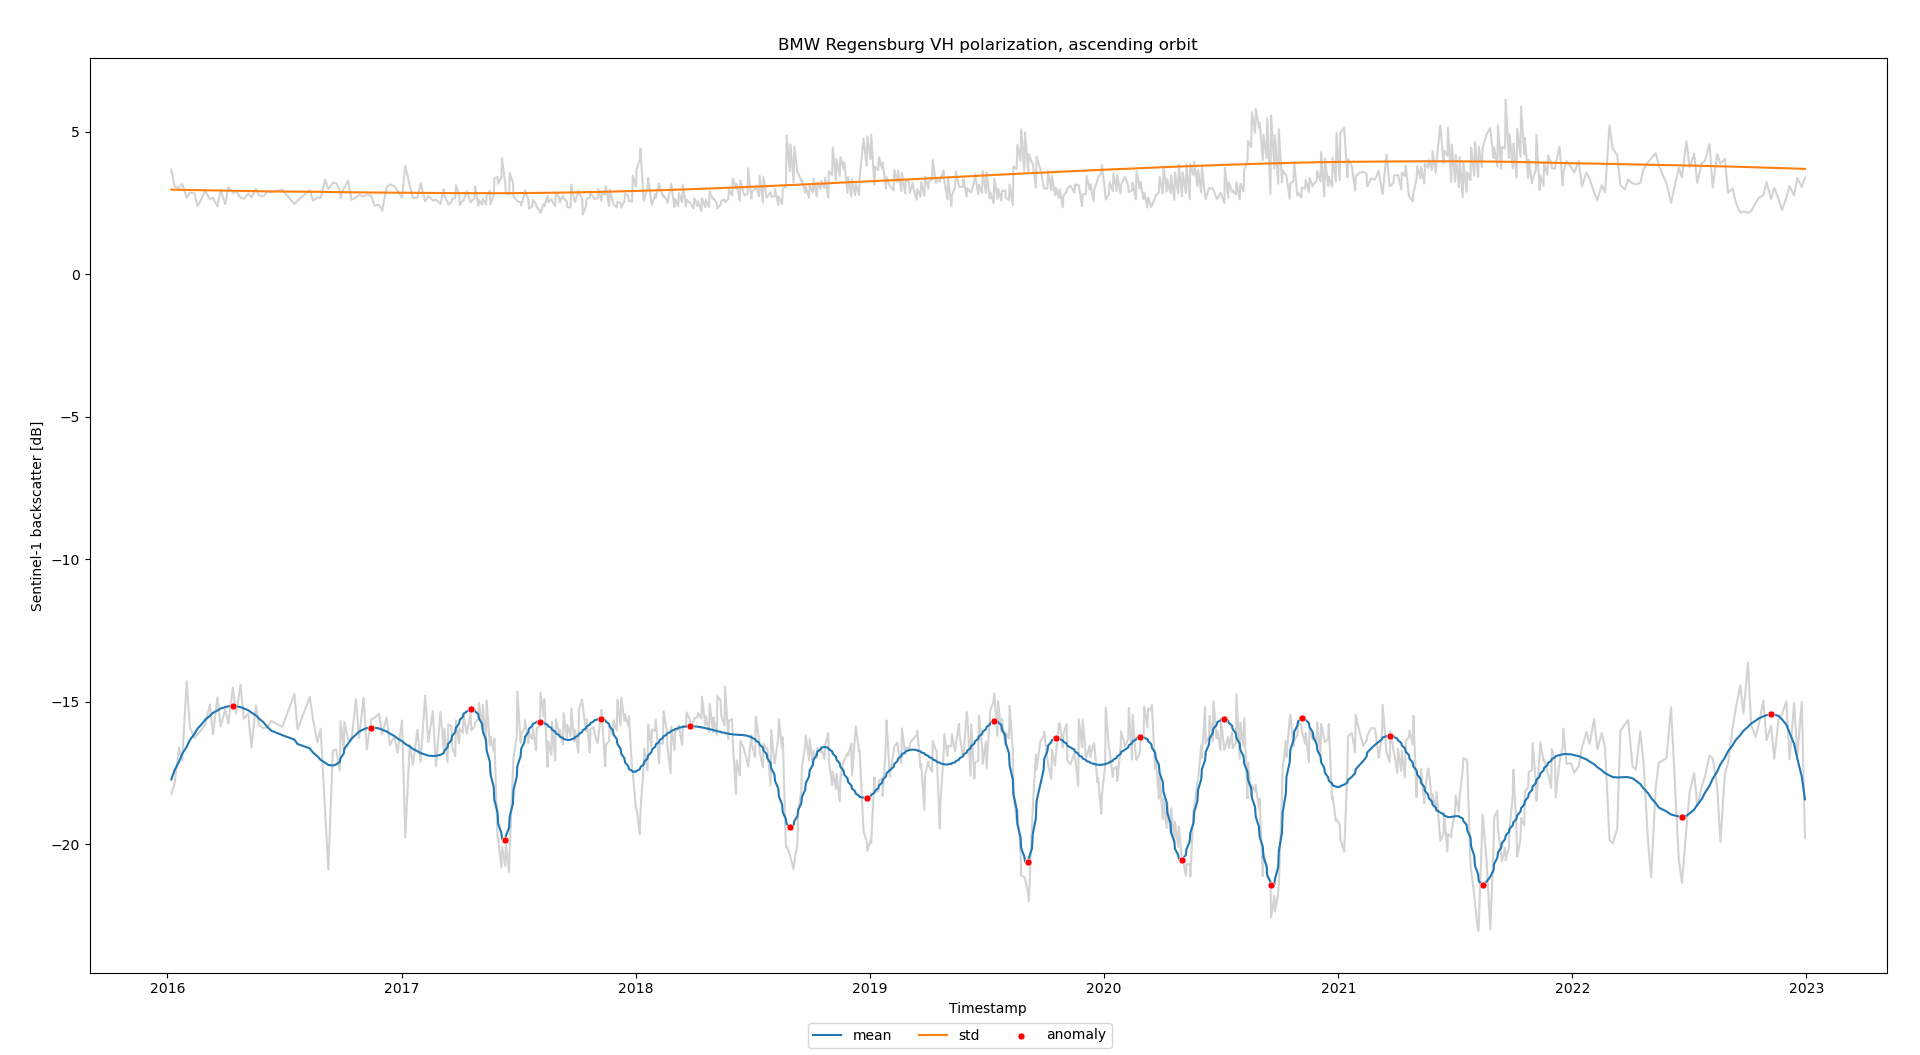 BMW Regensburg VH polarization, ascending orbit
Sentinel-1 backscatter [dB]
5
0
−5
−10
−15
−20
2016 2017 2018 2019 2020 2021 2022 2023
Timestamp
mean std anomaly